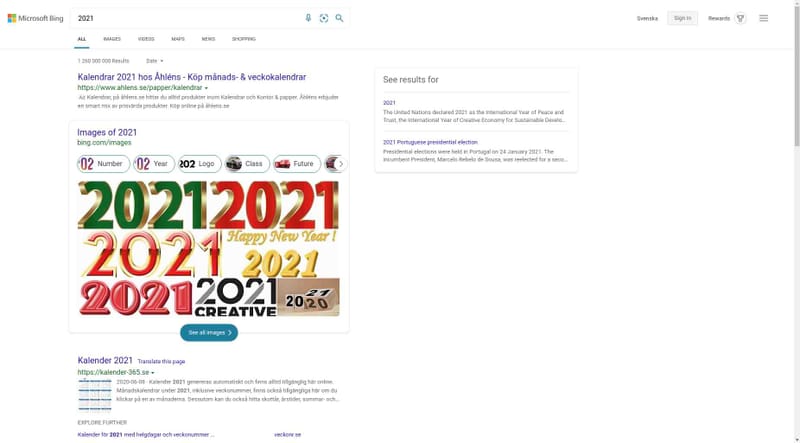 Microsoft Bing
2021
Svenska
Sign in
Rewards
ALL
IMAGES
VIDEOS
MAPS
NEWS
SHOPPING
1 260 000 000 Results
Date
Kalendrar 2021 hos Åhléns - Köp månads- & veckokalendrar
https://www.ahlens.se/papper/kalendrar
Ad Kalendrar, på åhlens.se hittar du alltid produkter inom Kalendrar och Kontor & papper. Åhléns erbjuder
en smart mix av prisvärda produkter. Köp online på åhlens.se
Images of 2021
bing.com/images
Number
Year
Logo
Class
Future
2021
2021
2021
Happy New Year !
2021
2021
2021
CREATIVE
2021
20
See all images
Kalender 2021
Translate this page
https://kalender-365.se
2020-06-08 · Kalender 2021 genereras automatiskt och finns alltid tillgänglig här online.
Månadskalendrar under 2021, inklusive veckonummer, finns också tillgängliga här om du
klickar på en av månaderna. Dessutom kan du också hitta skottår, årstider, sommar- och...
EXPLORE FURTHER
Kalender för 2021 med helgdagar och veckonummer ...
veckonr.se
See results for
2021
The United Nations declared 2021 as the International Year of Peace and
Trust, the International Year of Creative Economy for Sustainable Develo...
2021 Portuguese presidential election
Presidential elections were held in Portugal on 24 January 2021. The
incumbent President, Marcelo Rebelo de Sousa, was reelected for a seco...